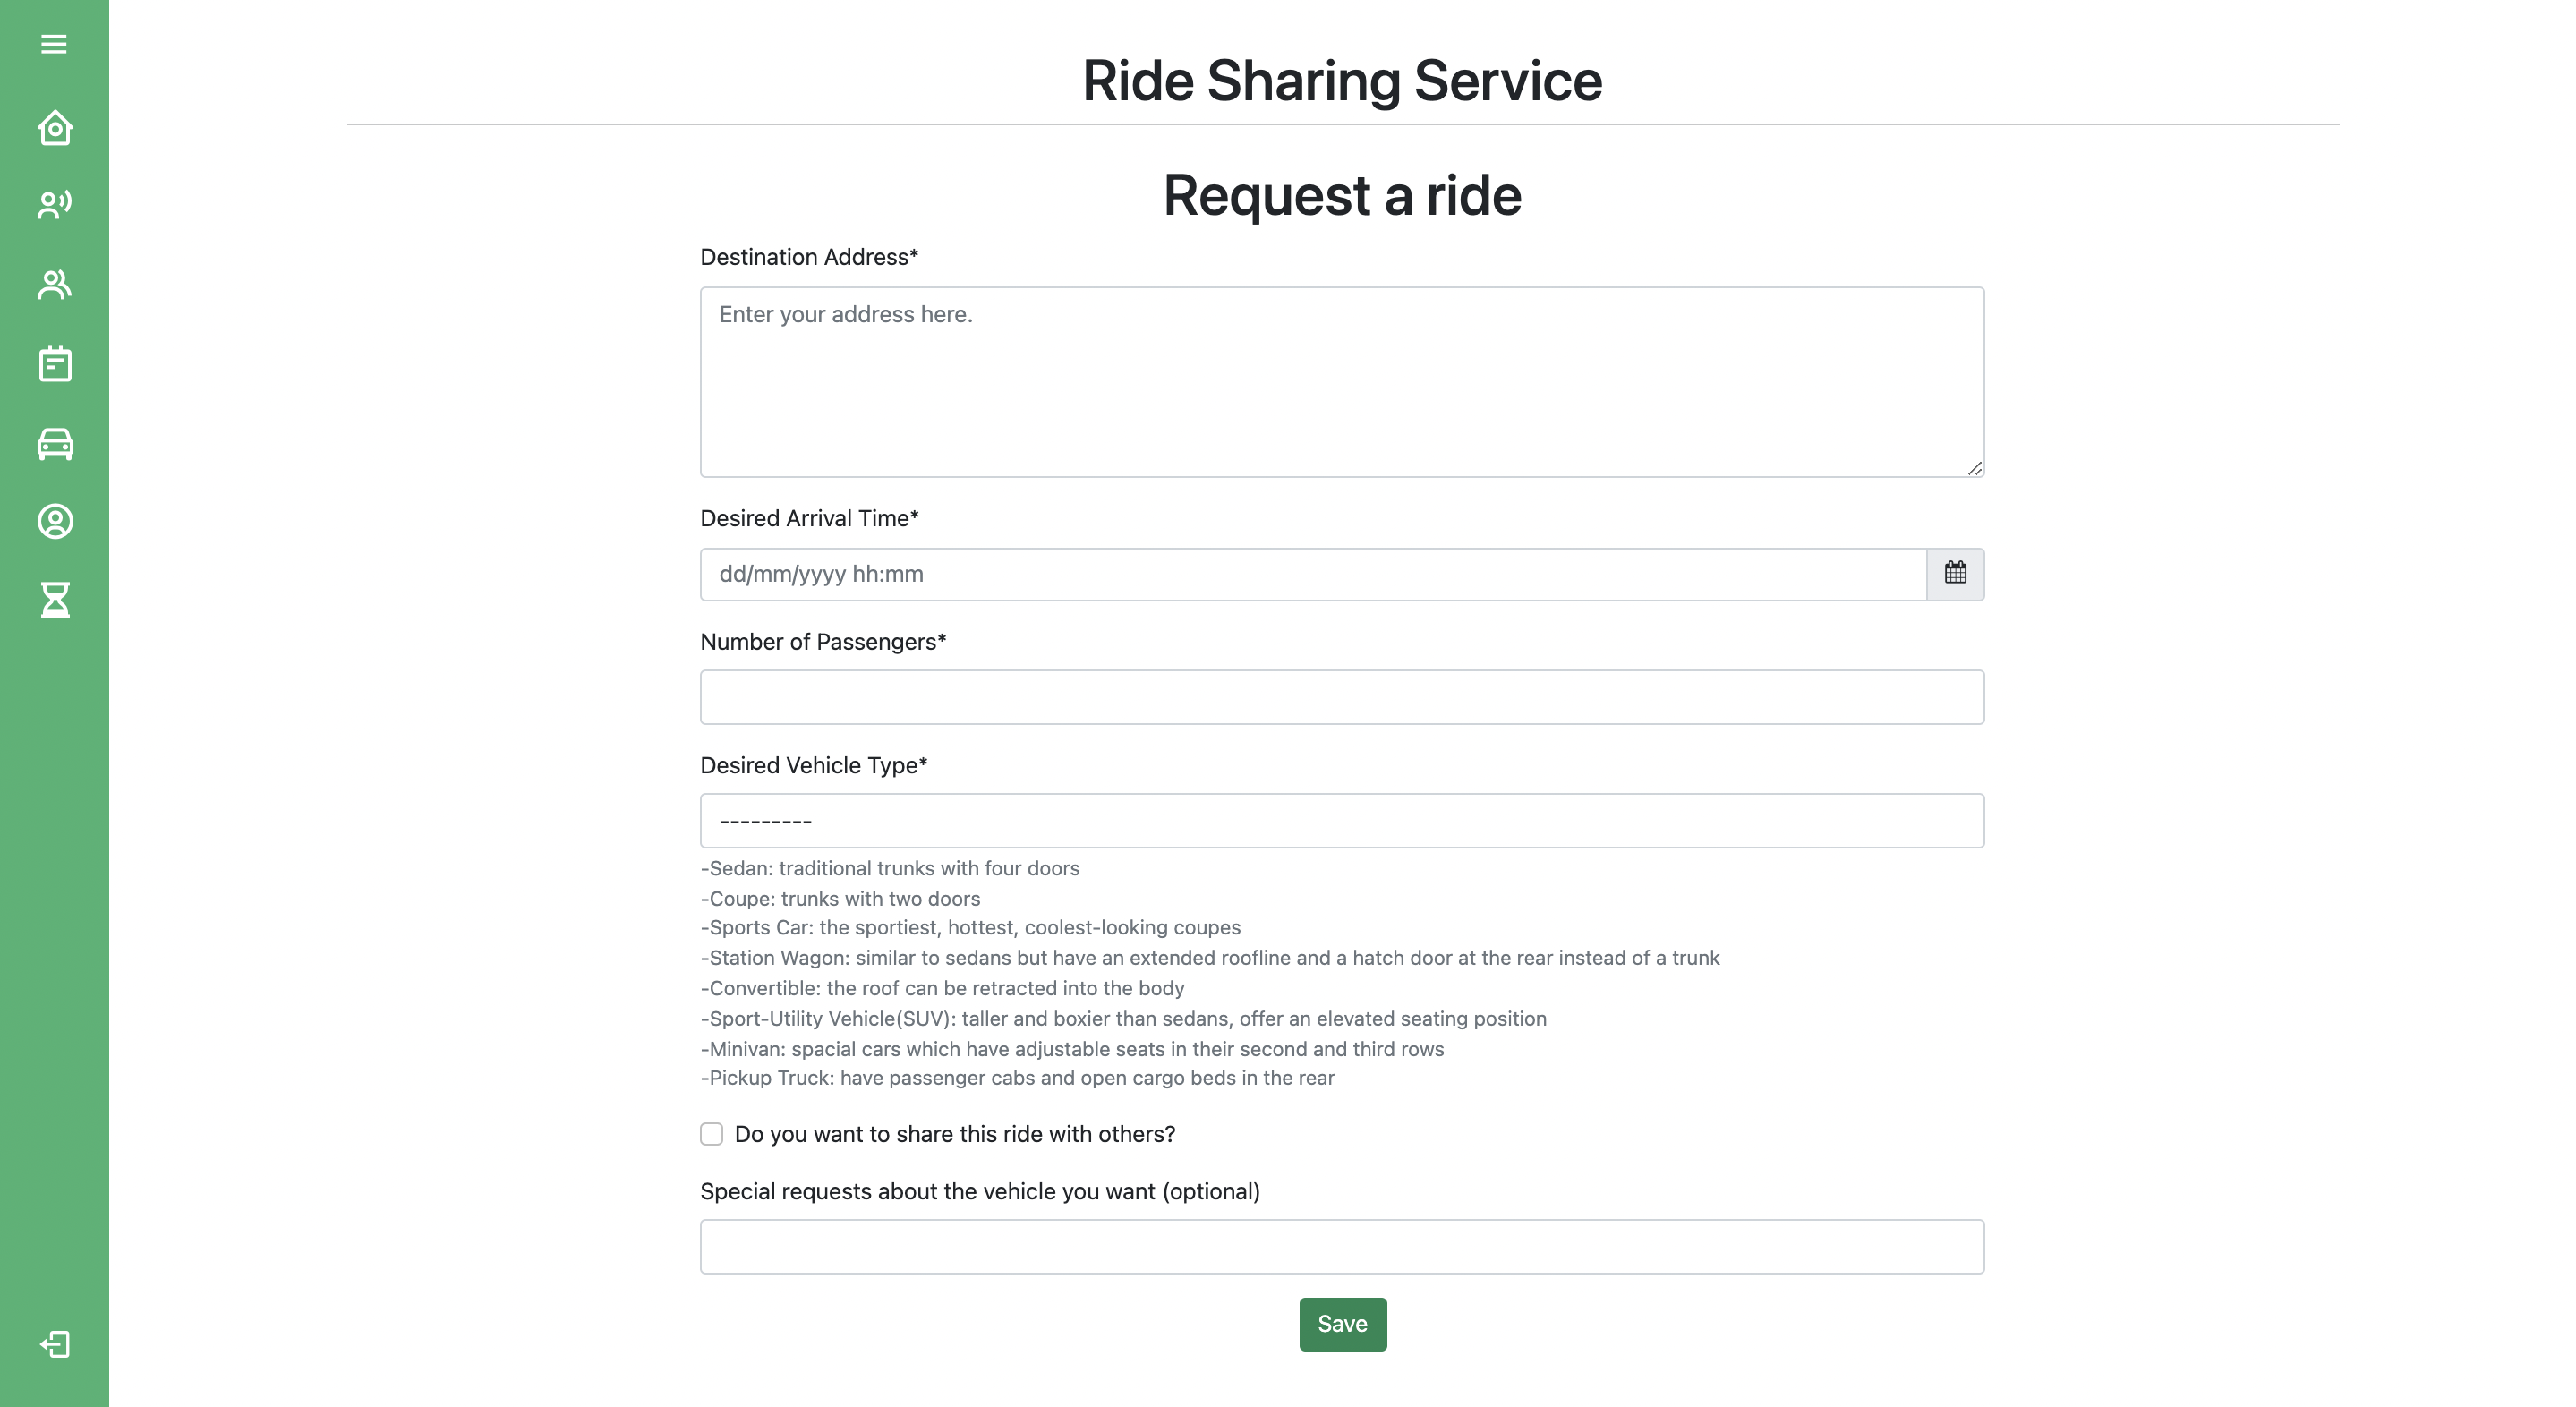 Ride Sharing Service
Request a ride
Destination Address*
Enter your address here.
Desired Arrival Time*
dd/mm/yyyy hh:mm
Number of Passengers*
Desired Vehicle Type*
---------
-Sedan: traditional trunks with four doors
-Coupe: trunks with two doors
-Sports Car: the sportiest, hottest, coolest-looking coupes
-Station Wagon: similar to sedans but have an extended roofline and a hatch door at the rear instead of a trunk
-Convertible: the roof can be retracted into the body
-Sport-Utility Vehicle(SUV): taller and boxier than sedans, offer an elevated seating position
-Minivan: spacial cars which have adjustable seats in their second and third rows
-Pickup Truck: have passenger cabs and open cargo beds in the rear
Do you want to share this ride with others?
Special requests about the vehicle you want (optional)
Save